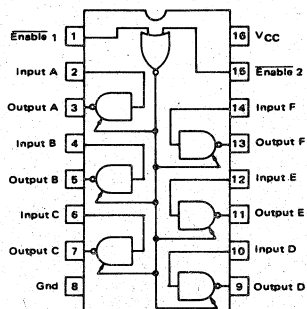 Enable 1 1 16 VCC
Input A 2 15 Enable 2
Output A 3 14 Input F
Input B 4 13 Output F
Output B 5 12 Input E
Input C 6 11 Output E
Output C 7 10 Input D
Gnd 8 9 Output D